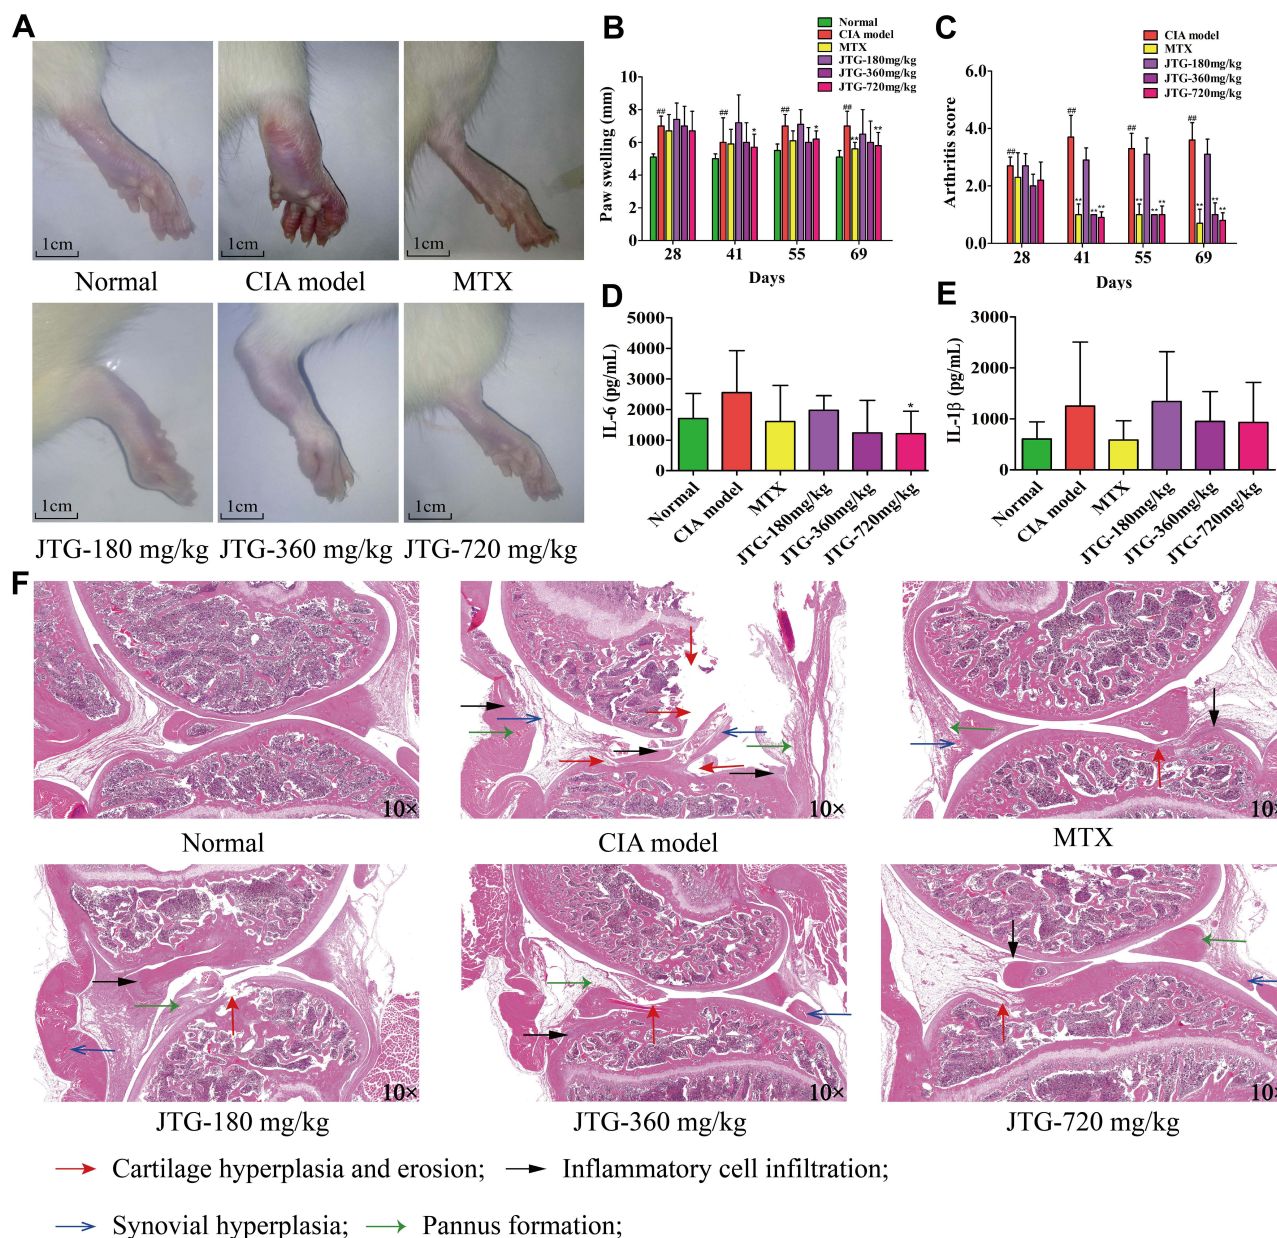 A
1cm
1cm
1cm
Normal
CIA model
MTX
1cm
1cm
1cm
JTG-180 mg/kg
JTG-360 mg/kg
JTG-720 mg/kg
B
Normal
CIA model
MTX
JTG-180mg/kg
JTG-360mg/kg
JTG-720mg/kg
Paw swelling (mm)
10
8
6
4
2
0
##
##
*
##
*
##
**
**
28
41
55
69
Days
C
CIA model
MTX
JTG-180mg/kg
JTG-360mg/kg
JTG-720mg/kg
Arthritis score
6.0
4.0
2.0
0.0
##
##
**
**
**
##
**
**
**
##
**
**
**
28
41
55
69
Days
D
IL-6 (pg/mL)
5000
4000
3000
2000
1000
0
*
Normal
CIA model
MTX
JTG-180mg/kg
JTG-360mg/kg
JTG-720mg/kg
E
IL-1β (pg/mL)
3000
2000
1000
0
Normal
CIA model
MTX
JTG-180mg/kg
JTG-360mg/kg
JTG-720mg/kg
F
10×
10×
10×
Normal
CIA model
MTX
10×
10×
10×
JTG-180 mg/kg
JTG-360 mg/kg
JTG-720 mg/kg
Cartilage hyperplasia and erosion;
Inflammatory cell infiltration;
Synovial hyperplasia;
Pannus formation;